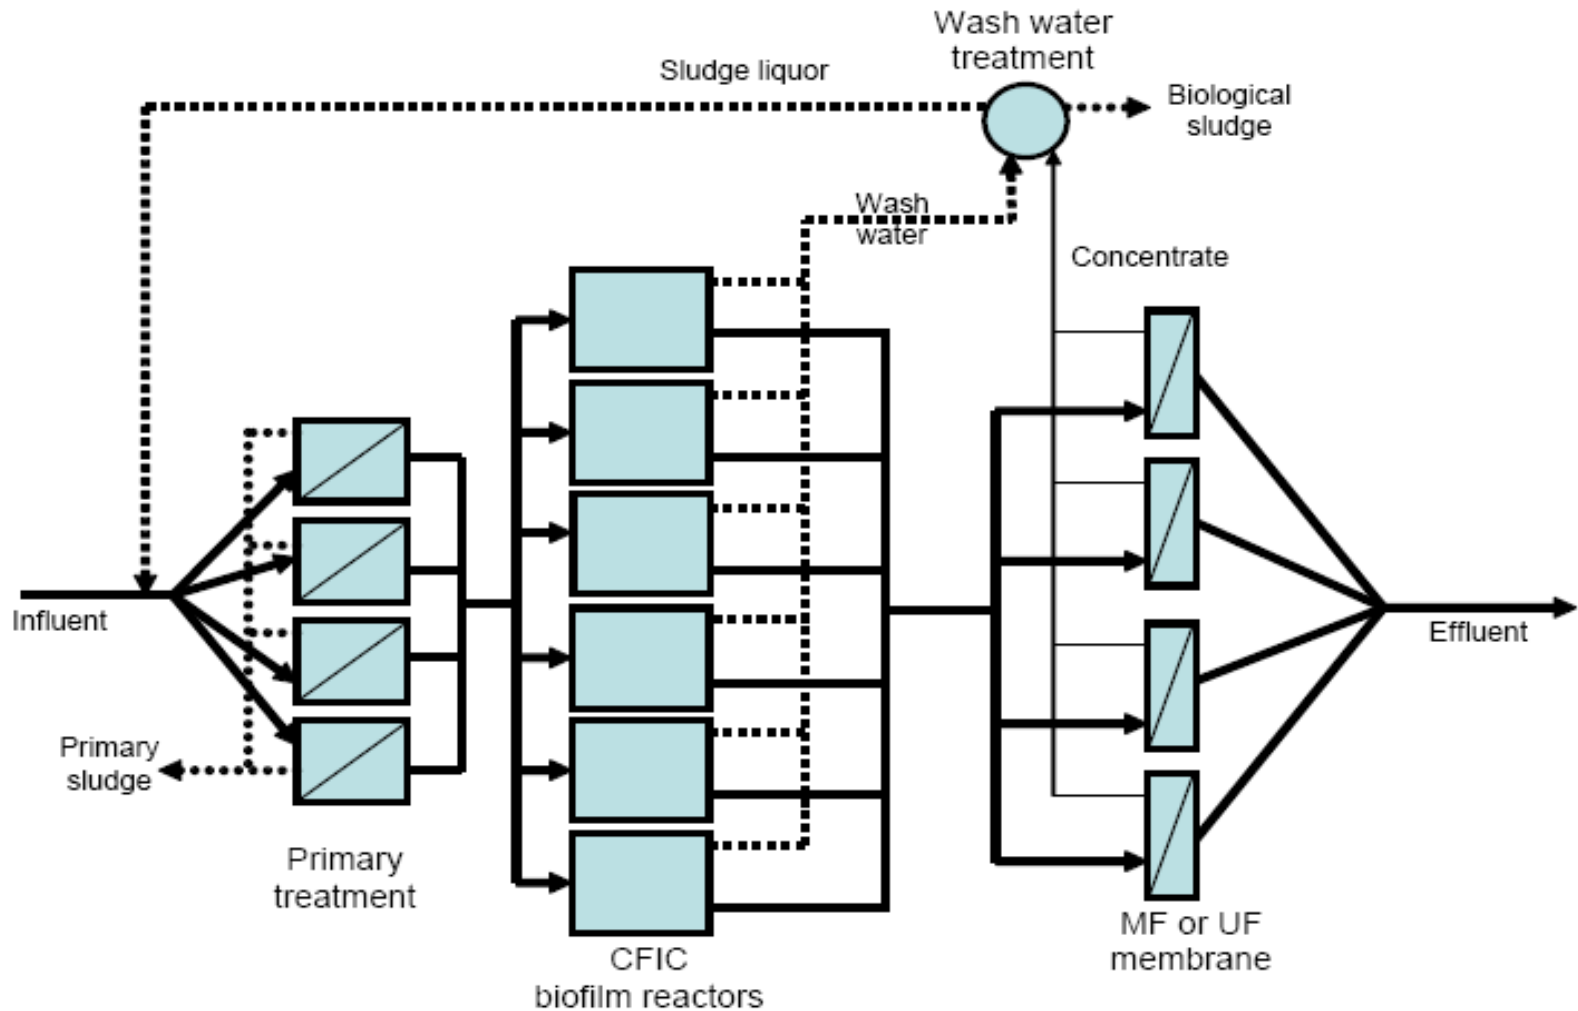 Wash water
treatment
Sludge liquor
Biological
sludge
Wash
water
Concentrate
Influent
Effluent
Primary
sludge
Primary
treatment
CFIC
biofilm reactors
MF or UF
membrane